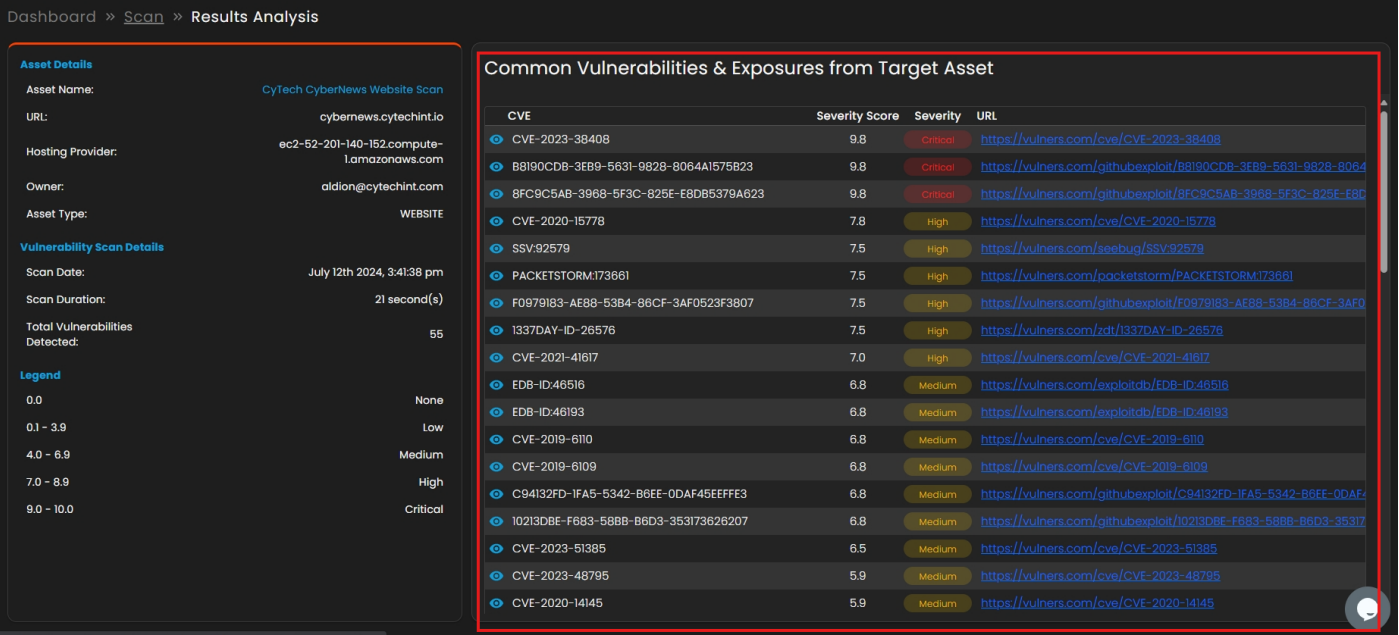 Dashboard » Scan » Results Analysis
Asset Details
Asset Name: CyTech CyberNews Website Scan
URL: cybernews.cytechint.io
Hosting Provider: ec2-52-201-140-152.compute-
1.amazonaws.com
Owner: aldion@cytechint.com
Asset Type: WEBSITE
Vulnerability Scan Details
Scan Date: July 12th 2024, 3:41:38 pm
Scan Duration: 21 second(s)
Total Vulnerabilities
Detected: 55
Legend
0.0 None
0.1 - 3.9 Low
4.0 - 6.9 Medium
7.0 - 8.9 High
9.0 - 10.0 Critical
Common Vulnerabilities & Exposures from Target Asset
CVE Severity Score Severity URL
CVE-2023-38408 9.8 Critical https://vulners.com/cve/CVE-2023-38408
B8190CDB-3EB9-5631-9828-8064A1575B23 9.8 Critical https://vulners.com/githubexploit/B8190CDB-3EB9-5631-9828-8064
8FC9C5AB-3968-5F3C-825E-E8DB5379A623 9.8 Critical https://vulners.com/githubexploit/8FC9C5AB-3968-5F3C-825E-E8D
CVE-2020-15778 7.8 High https://vulners.com/cve/CVE-2020-15778
SSV:92579 7.5 High https://vulners.com/seebug/SSV:92579
PACKETSTORM:173661 7.5 High https://vulners.com/packetstorm/PACKETSTORM:173661
F0979183-AE88-53B4-86CF-3AF0523F3807 7.5 High https://vulners.com/githubexploit/F0979183-AE88-53B4-86CF-3AF0
1337DAY-ID-26576 7.5 High https://vulners.com/zdt/1337DAY-ID-26576
CVE-2021-41617 7.0 High https://vulners.com/cve/CVE-2021-41617
EDB-ID:46516 6.8 Medium https://vulners.com/exploitdb/EDB-ID:46516
EDB-ID:46193 6.8 Medium https://vulners.com/exploitdb/EDB-ID:46193
CVE-2019-6110 6.8 Medium https://vulners.com/cve/CVE-2019-6110
CVE-2019-6109 6.8 Medium https://vulners.com/cve/CVE-2019-6109
C94132FD-1FA5-5342-B6EE-0DAF45EEFFE3 6.8 Medium https://vulners.com/githubexploit/C94132FD-1FA5-5342-B6EE-0DAF4
10213DBE-F683-58BB-B6D3-353173626207 6.8 Medium https://vulners.com/githubexploit/10213DBE-F683-58BB-B6D3-35317
CVE-2023-51385 6.5 Medium https://vulners.com/cve/CVE-2023-51385
CVE-2023-48795 5.9 Medium https://vulners.com/cve/CVE-2023-48795
CVE-2020-14145 5.9 Medium https://vulners.com/cve/CVE-2020-14145